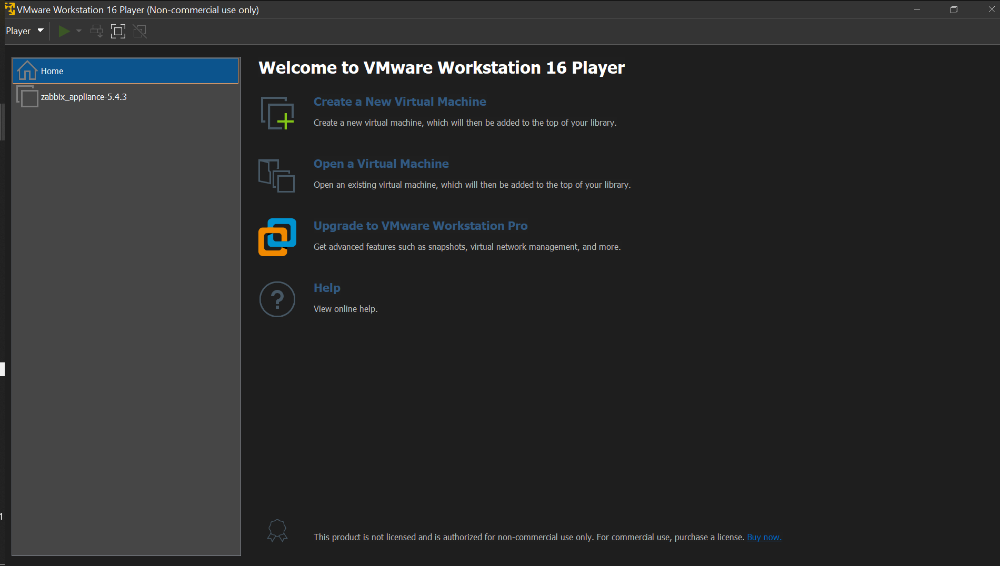 VMware Workstation 16 Player (Non-commercial use only)
Player
Home
zabbix_appliance-5.4.3
Welcome to VMware Workstation 16 Player
Create a New Virtual Machine
Create a new virtual machine, which will then be added to the top of your library.
Open a Virtual Machine
Open an existing virtual machine, which will then be added to the top of your library.
Upgrade to VMware Workstation Pro
Get advanced features such as snapshots, virtual network management, and more.
?
Help
View online help.
1
This product is not licensed and is authorized for non-commercial use only. For commercial use, purchase a license. Buy now.